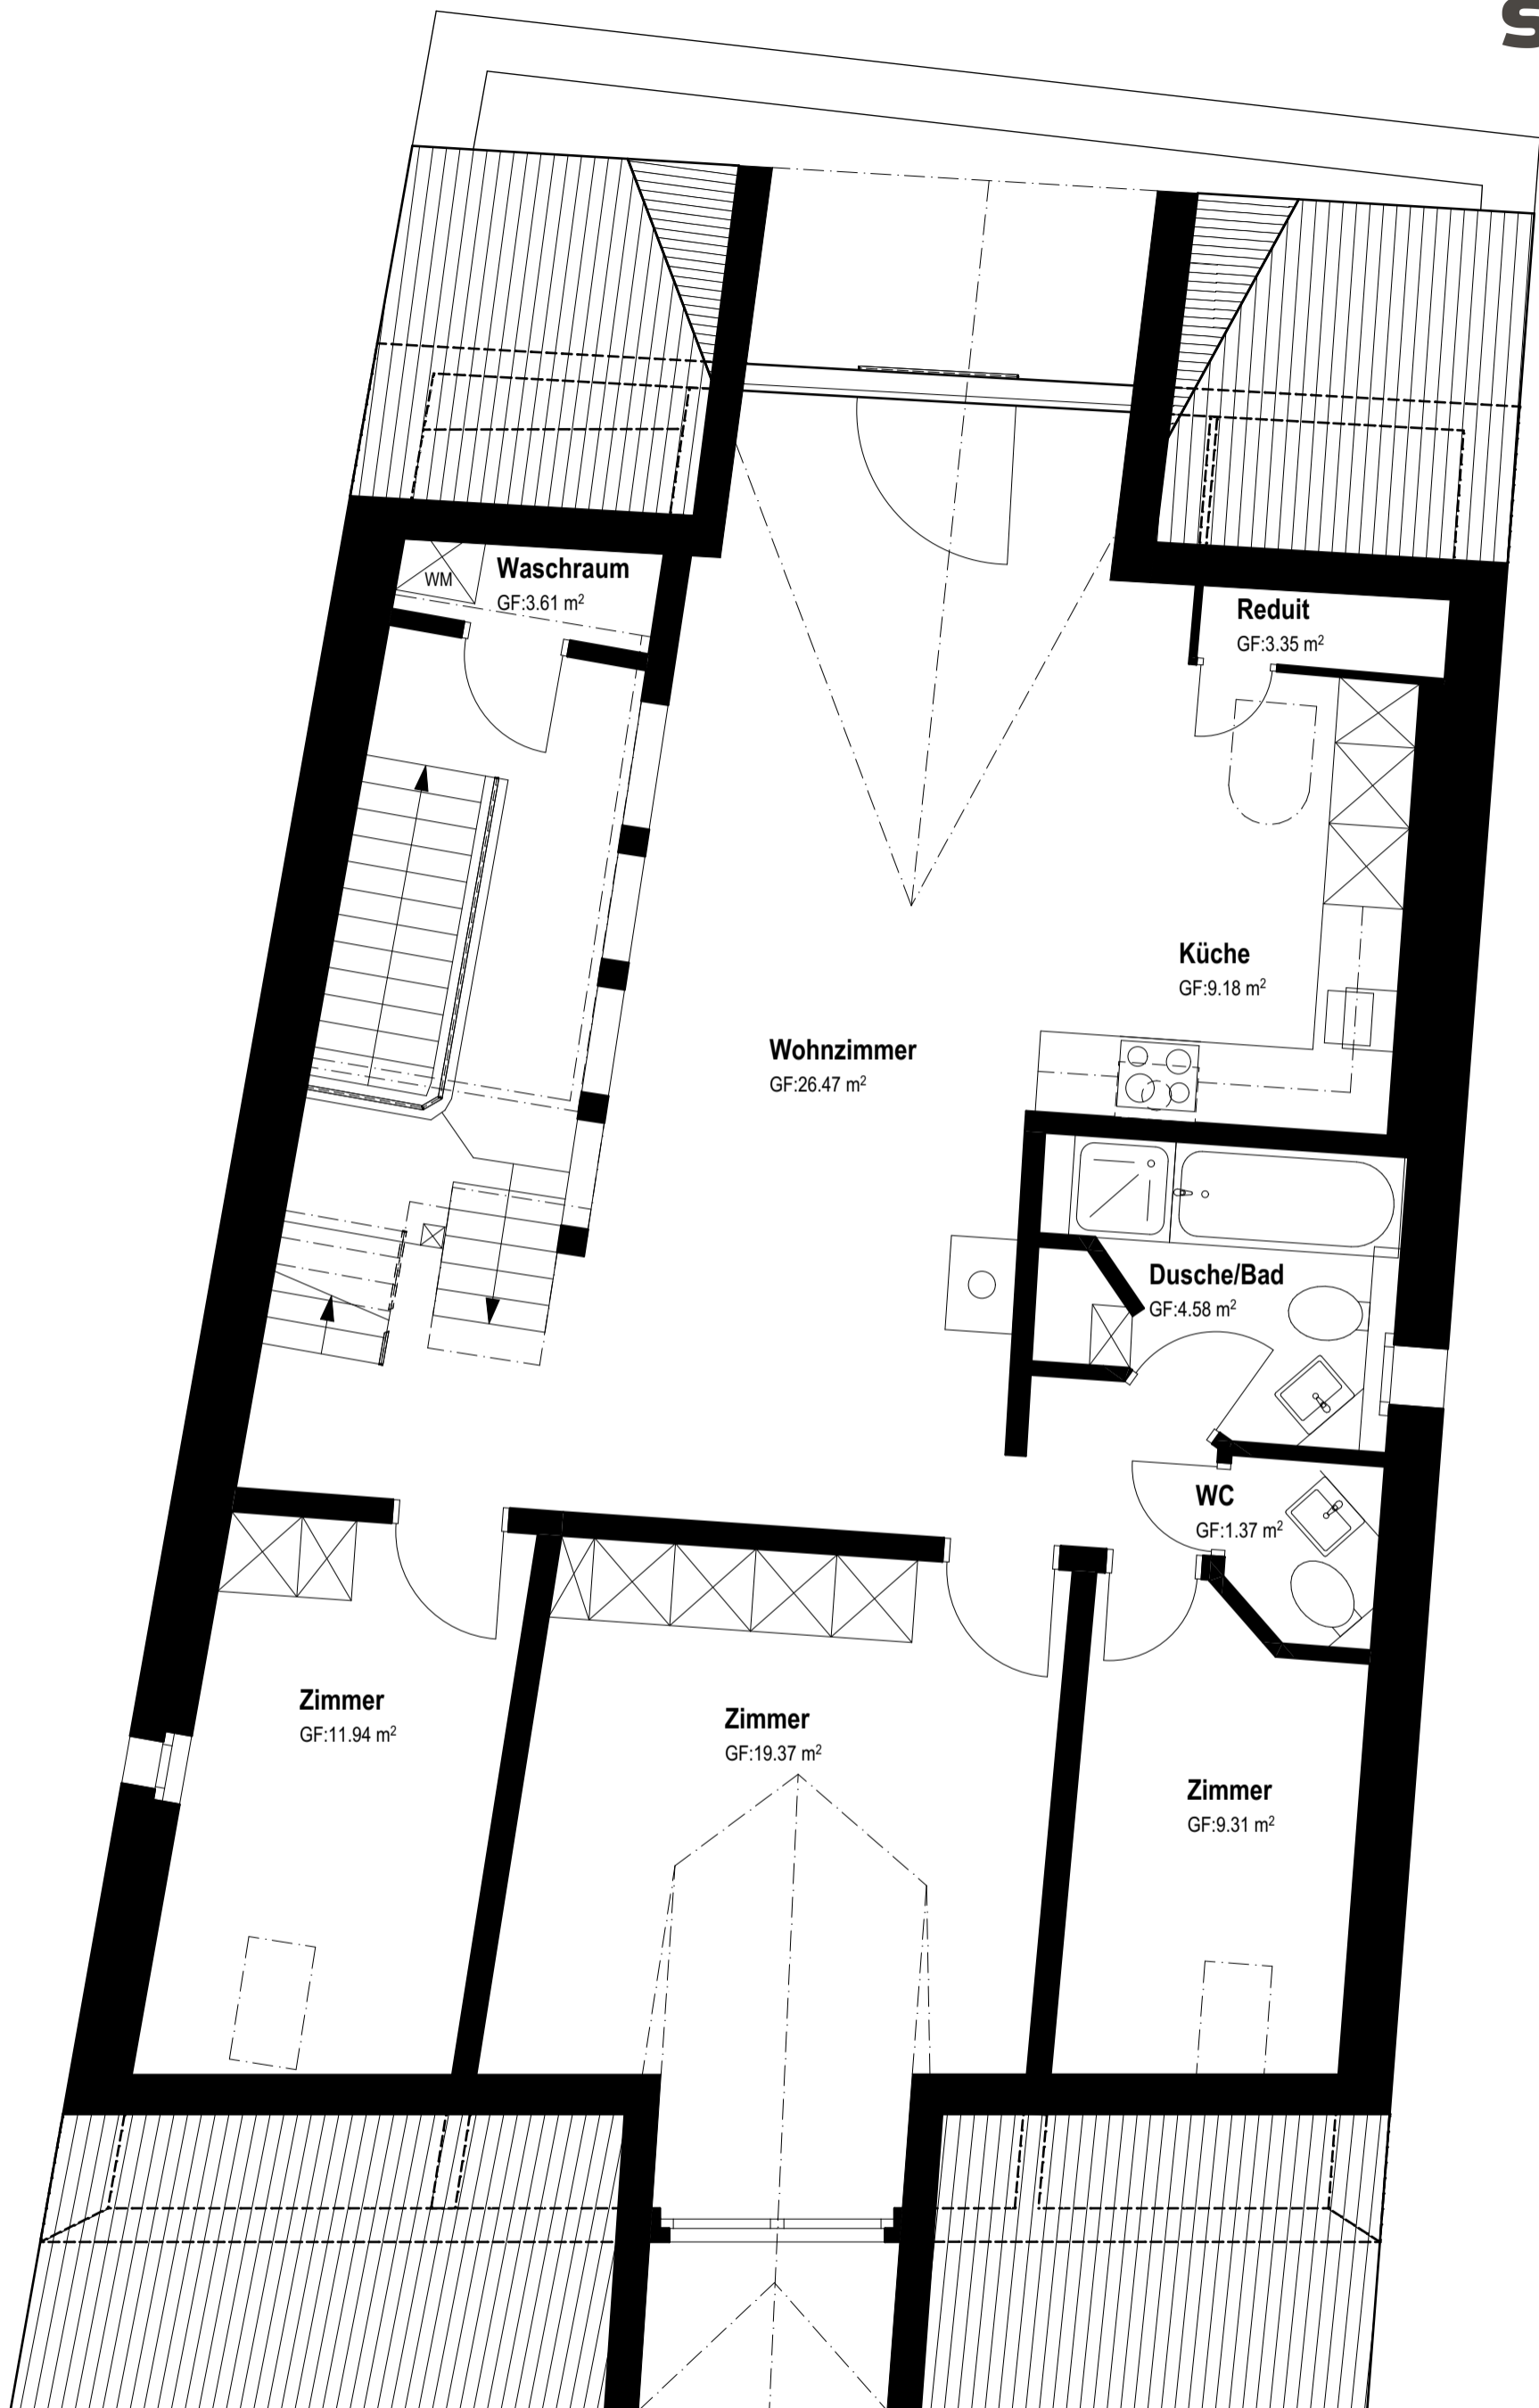 Waschraum
GF:3.61 m²
WM
Reduit
GF:3.35 m²
Küche
GF:9.18 m²
Wohnzimmer
GF:26.47 m²
Dusche/Bad
GF:4.58 m²
WC
GF:1.37 m²
Zimmer
GF:11.94 m²
Zimmer
GF:19.37 m²
Zimmer
GF:9.31 m²